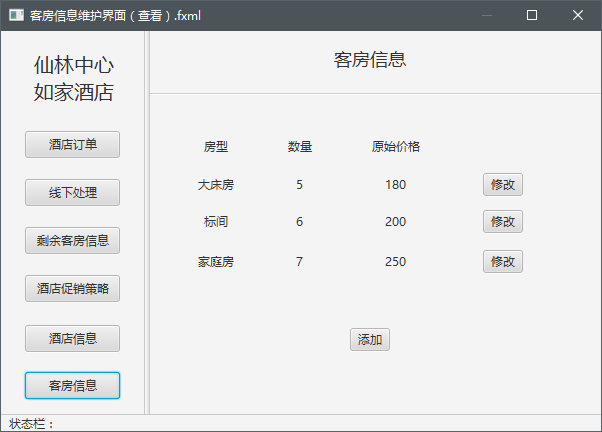 客房信息维护界面（查看）.fxml
仙林中心
如家酒店
酒店订单
线下处理
剩余客房信息
酒店促销策略
酒店信息
客房信息
客房信息
房型 数量 原始价格
大床房 5 180 修改
标间 6 200 修改
家庭房 7 250 修改
添加
状态栏：